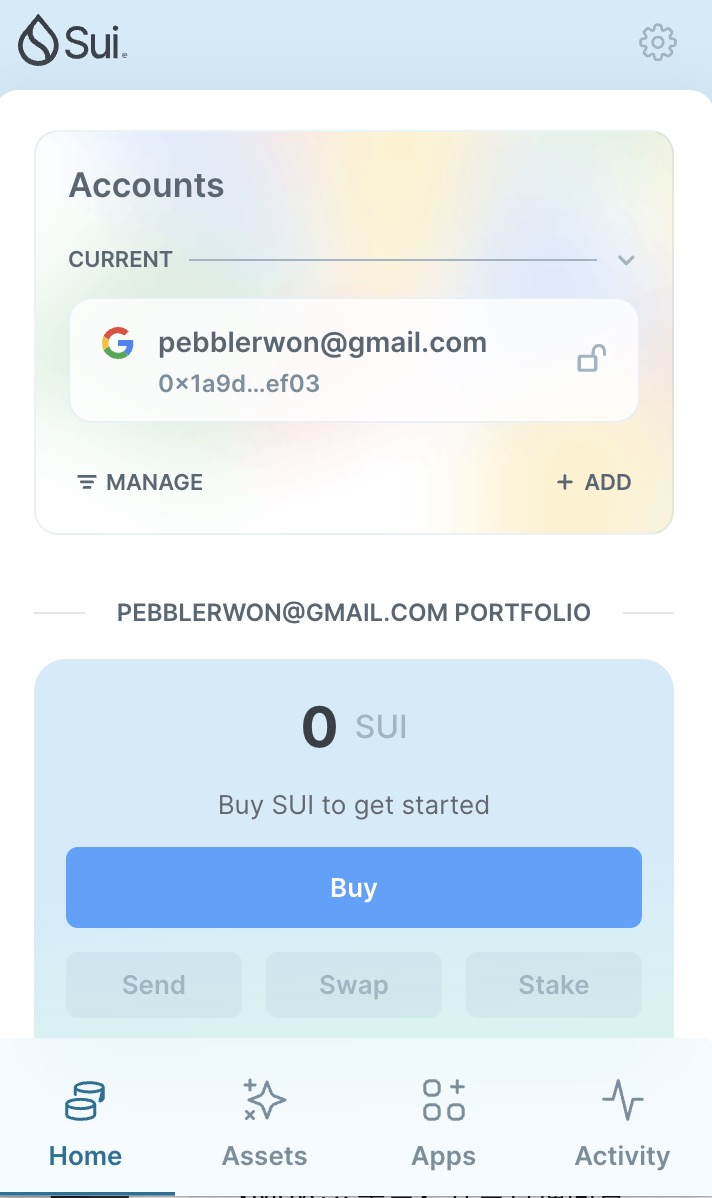 Sui
Accounts
CURRENT
pebblerwon@gmail.com
0×1a9d...ef03
MANAGE
+ ADD
PEBBLERWON@GMAIL.COM PORTFOLIO
0 SUI
Buy SUI to get started
Buy
Send
Swap
Stake
Home
Assets
Apps
Activity